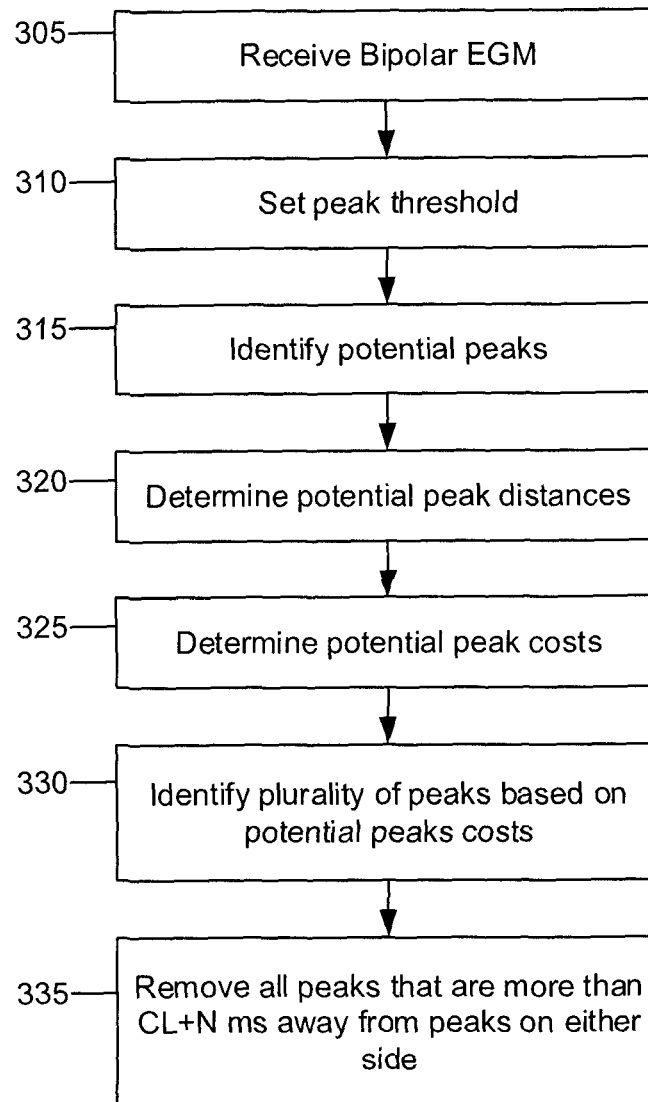 305
Receive Bipolar EGM
310
Set peak threshold
315
Identify potential peaks
320
Determine potential peak distances
325
Determine potential peak costs
330
Identify plurality of peaks based on
potential peaks costs
335
Remove all peaks that are more than
CL+N ms away from peaks on either
side